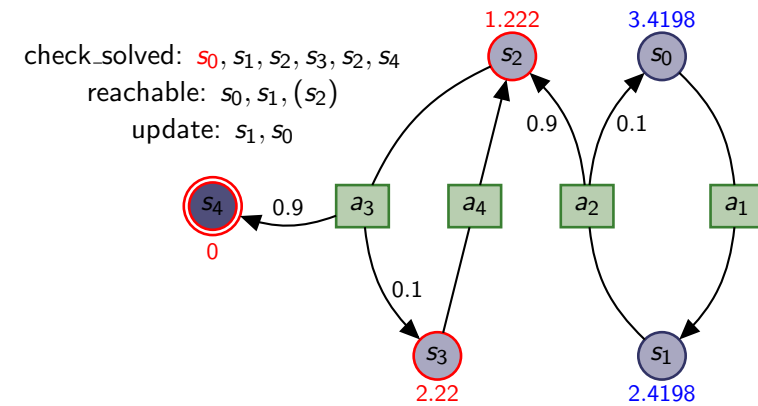 1.222
3.4198
check_solved: s₀, s₁, s₂, s₃, s₂, s₄
s₂
s₀
reachable: s₀, s₁, (s₂)
update: s₁, s₀
0.9
0.1
s₄
0.9
a₃
a₄
a₂
a₁
0
0.1
s₃
s₁
2.22
2.4198